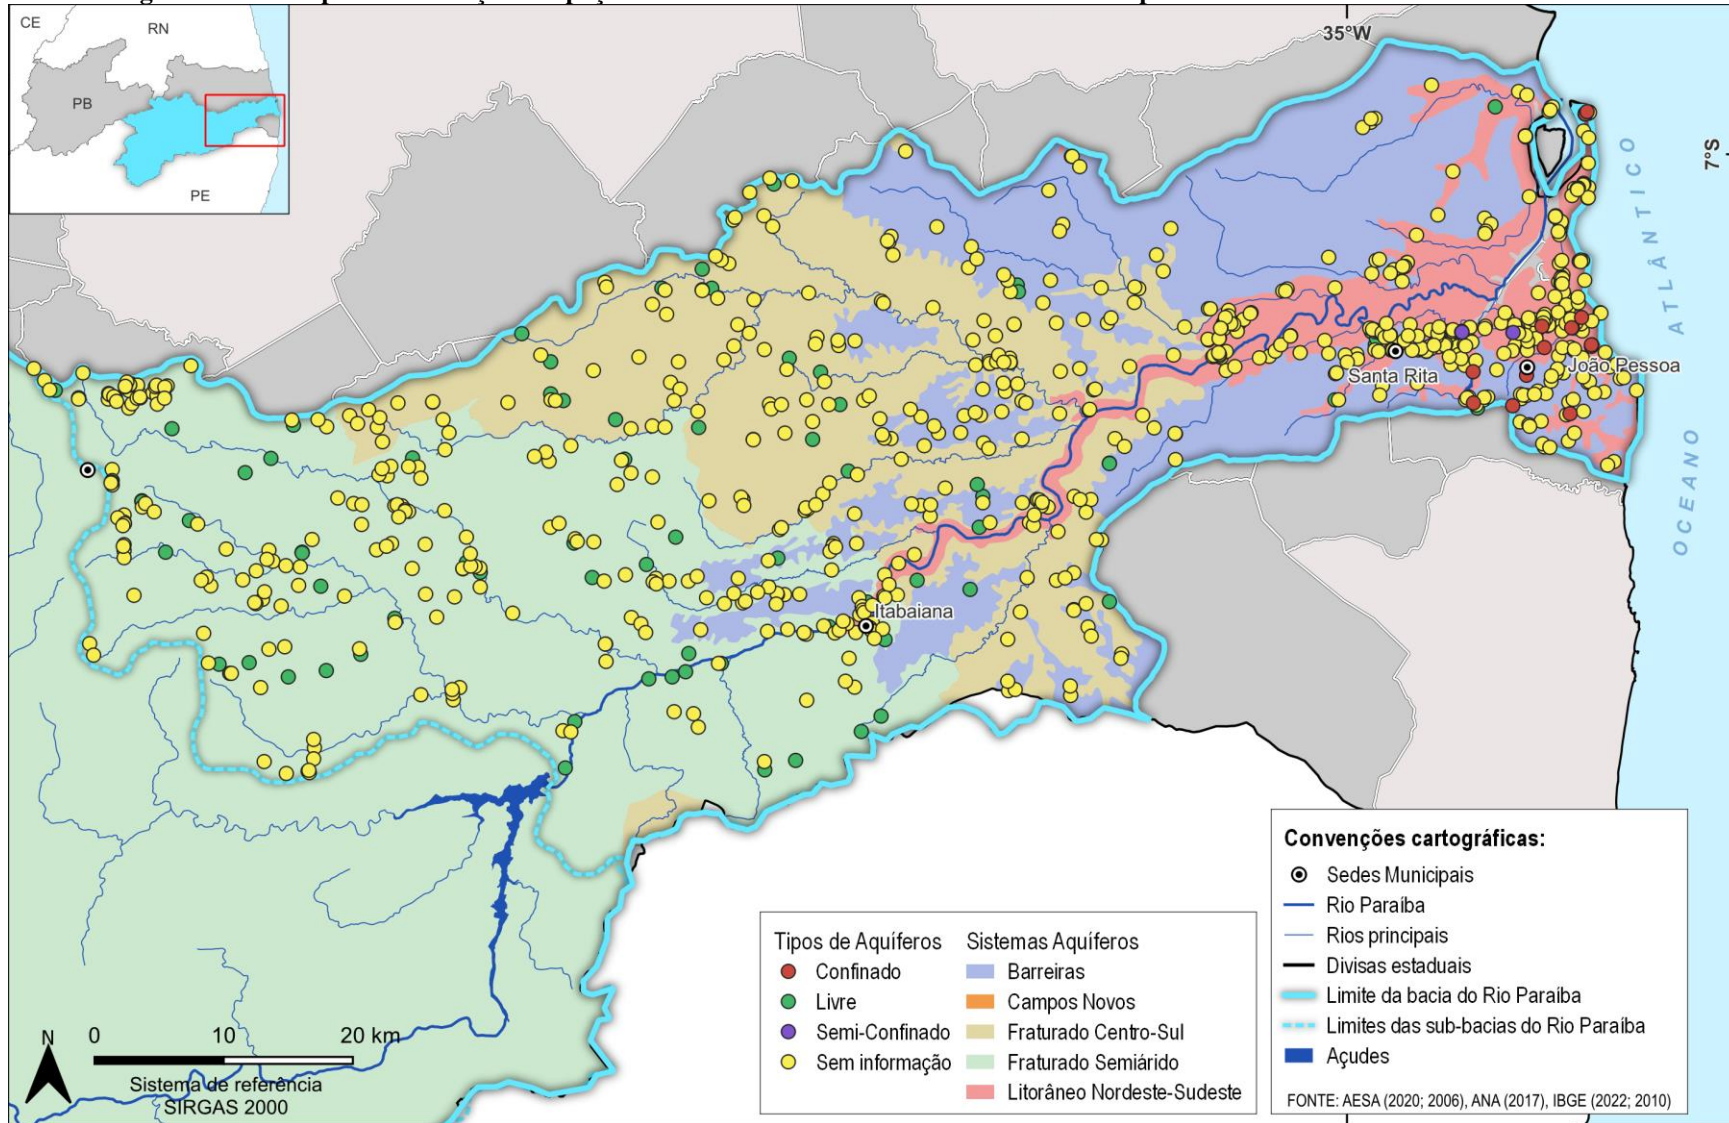 CE
RN
PB
PE
35°W
7°S
OCEANO ATLÂNTICO
João Pessoa
Santa Rita
Itabaiana
N
0 10 20 km
Sistema de referência
SIRGAS 2000
Tipos de Aquíferos
Confinado
Livre
Semi-Confinado
Sem informação
Sistemas Aquíferos
Barreiras
Campos Novos
Fraturado Centro-Sul
Fraturado Semiárido
Litorâneo Nordeste-Sudeste
Convenções cartográficas:
Sedes Municipais
Rio Paraíba
Rios principais
Divisas estaduais
Limite da bacia do Rio Paraíba
Limites das sub-bacias do Rio Paraíba
Açudes
FONTE: AESA (2020; 2006), ANA (2017), IBGE (2022; 2010)